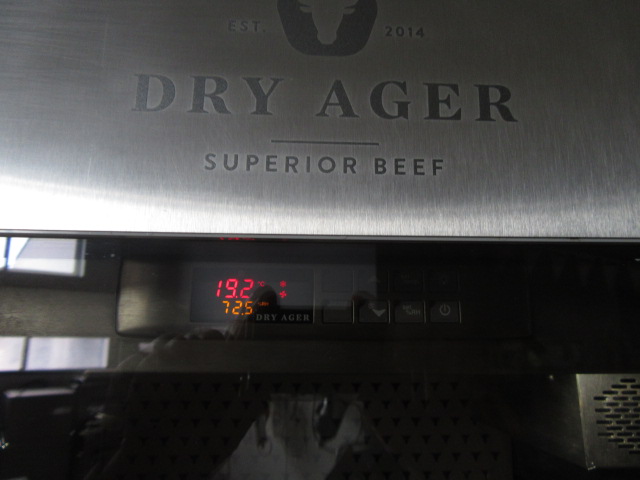 EST. 2014
DRY AGER
SUPERIOR BEEF
19.2 °C
72.5
DRY AGER